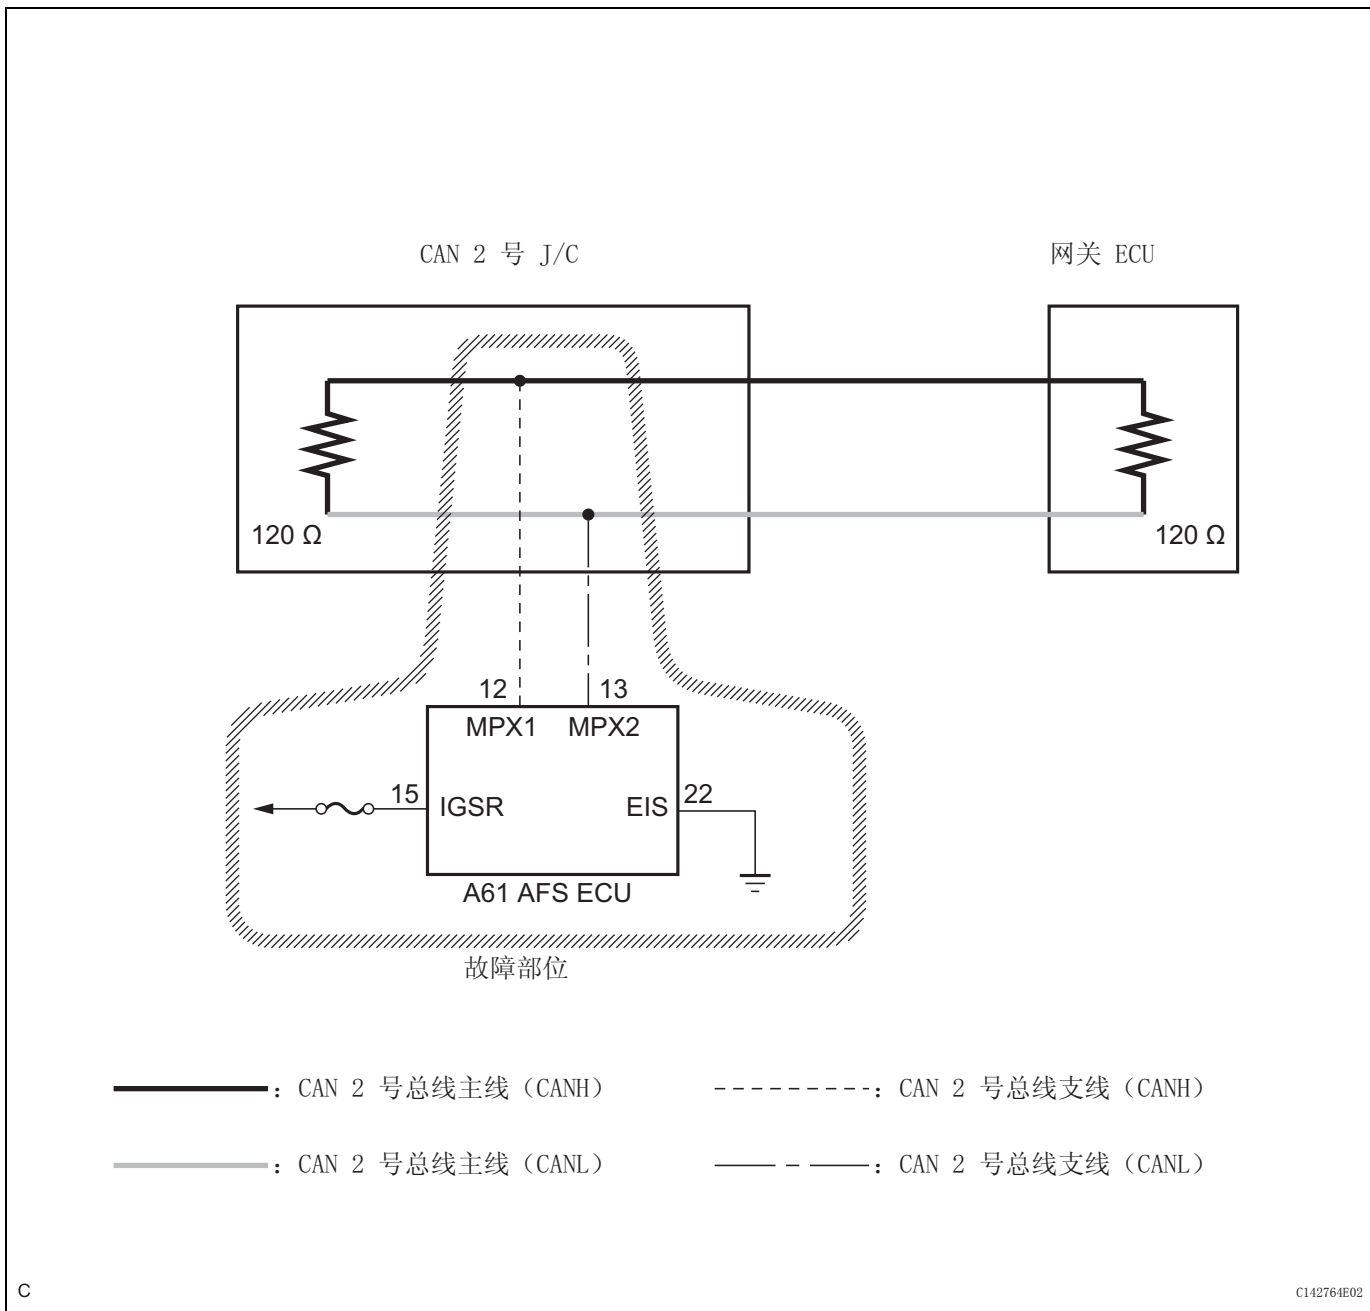 CAN 2 号 J/C
网关 ECU
120 Ω
120 Ω
12
13
MPX1
MPX2
15
IGSR
EIS
22
A61 AFS ECU
故障部位
：CAN 2 号总线主线（CANH）
：CAN 2 号总线支线（CANH）
：CAN 2 号总线主线（CANL）
：CAN 2 号总线支线（CANL）
C
C142764E02